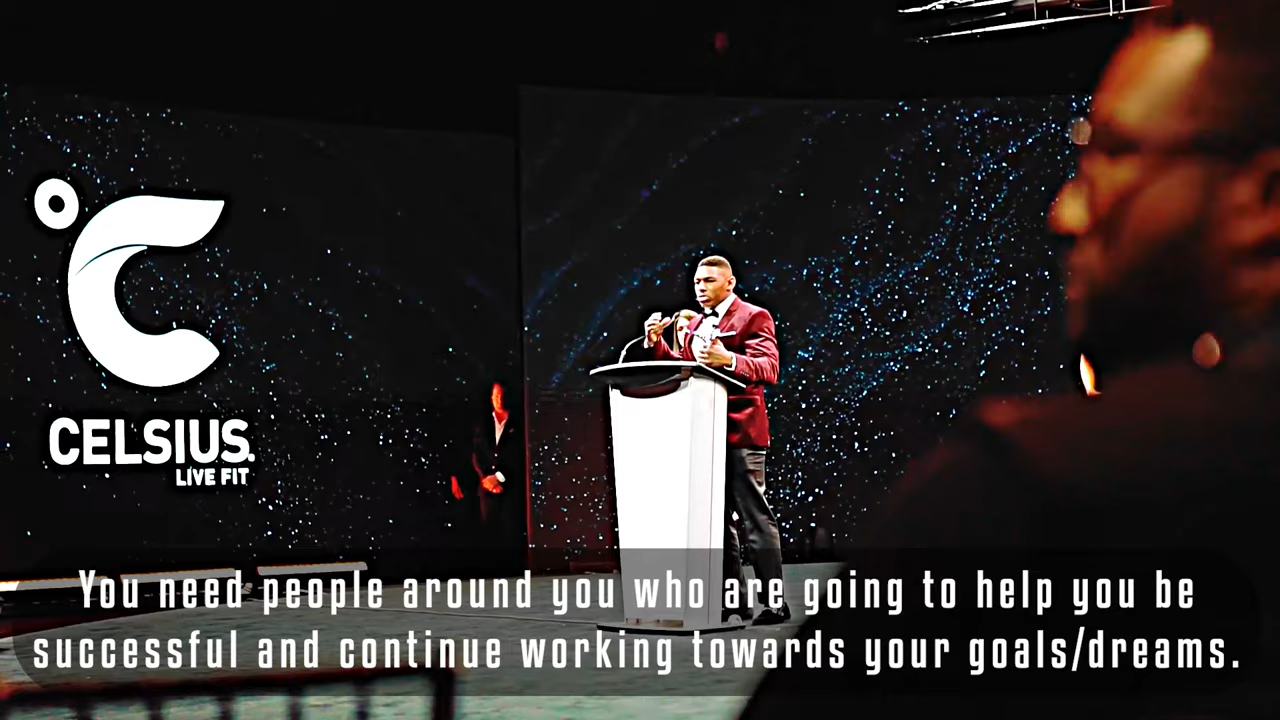 °C
CELSIUS.
LIVE FIT
You need people around you who are going to help you be
successful and continue working towards your goals/dreams.